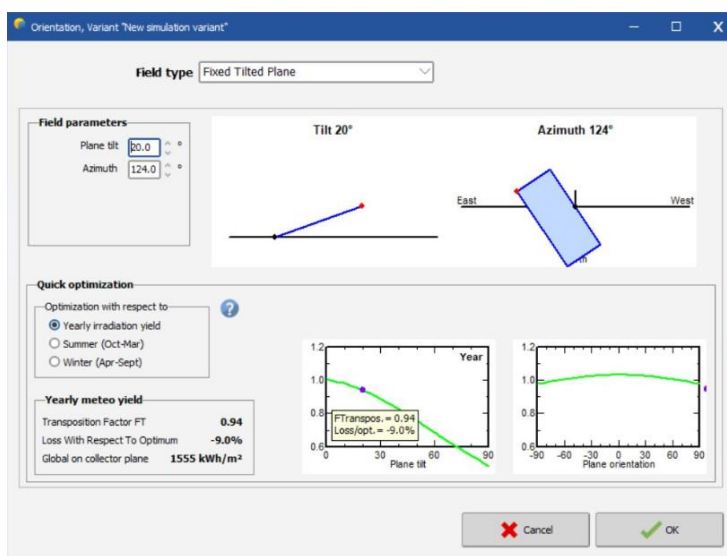 Orientation, Variant "New simulation variant"
Field type Fixed Tilted Plane
Field parameters
Plane tilt 20.0 °
Azimuth 124.0 °
Tilt 20°
Azimuth 124°
East West
th
Quick optimization
Optimization with respect to
Yearly irradiation yield
Summer (Oct-Mar)
Winter (Apr-Sept)
?
Yearly meteo yield
Transposition Factor FT 0.94
Loss With Respect To Optimum -9.0%
Global on collector plane 1555 kWh/m²
1.2
1.0
0.8
0.6
Year
FTranspos.= 0.94
Loss/opt.= -9.0%
0 30 60 90
Plane tilt
1.2
1.0
0.8
0.6
-90 -60 -30 0 30 60 90
Plane orientation
Cancel
OK